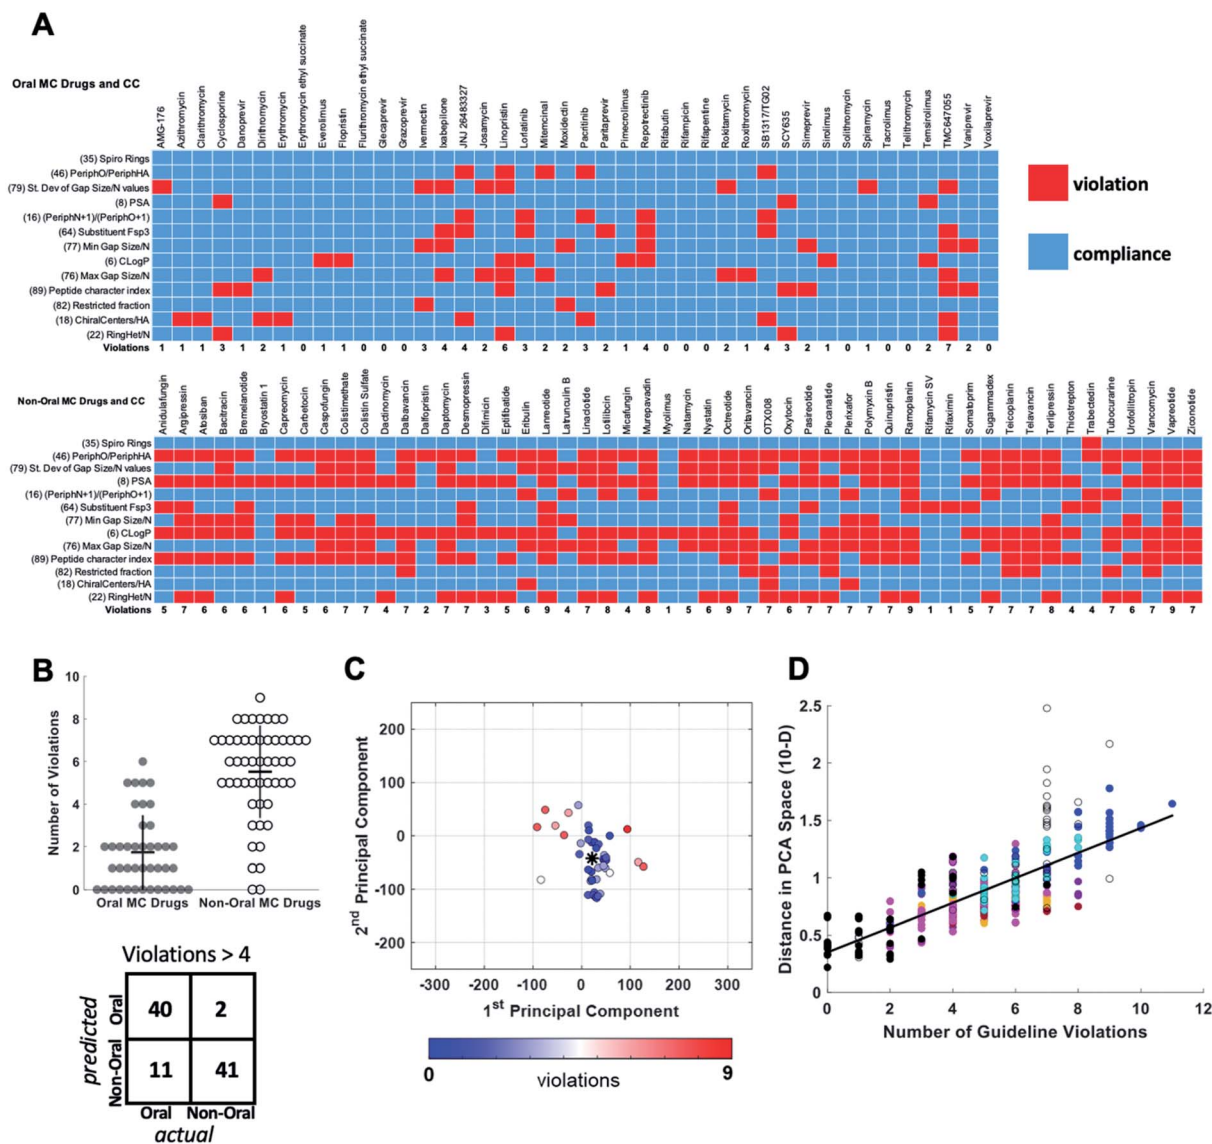 A
Oral MC Drugs and CC
AMG-176
Azithromycin
Clarithromycin
Cyclosporine
Danoprevir
Dirithromycin
Erythromycin
Erythromycin ethyl succinate
Everolimus
Flopristin
Flurithromycin ethyl succinate
Glecaprevir
Grazoprevir
Ivermectin
Ixabepilone
JNJ 26483327
Josamycin
Linopristin
Lorlatinib
Mitemcinal
Moxidectin
Pacritinib
Paritaprevir
Pimecrolimus
Repotrectinib
Rifabutin
Rifampicin
Rifapentine
Rokitamycin
Roxithromycin
SB1317/TG02
SCY635
Simeprevir
Sirolimus
Solithromycin
Spiramycin
Tacrolimus
Telithromycin
Temsirolimus
TMC647055
Vaniprevir
Voxilaprevir
(35) Spiro Rings
(46) PeriphO/PeriphHA
(79) St. Dev of Gap Size/N values
(8) PSA
(16) (PeriphN+1)/(PeriphO+1)
(64) Substituent Fsp3
(77) Min Gap Size/N
(6) CLogP
(76) Max Gap Size/N
(89) Peptide character index
(82) Restricted fraction
(18) ChiralCenters/HA
(22) RingHet/N
Violations 1 1 1 3 1 2 1 0 1 1 0 0 0 3 4 4 2 6 3 2 2 3 2 1 4 0 0 0 2 1 4 3 2 1 0 1 0 0 2 7 2 0
violation
compliance
Non-Oral MC Drugs and CC
Anidulafungin
Argipressin
Atosiban
Bacitracin
Bremelanotide
Bryostatin 1
Capreomycin
Carbetocin
Caspofungin
Colistimethate
Colistin Sulfate
Dactinomycin
Dalbavancin
Dalfopristin
Daptomycin
Desmopressin
Difimicin
Eptifibatide
Eribulin
Lanreotide
Latrunculin B
Linaclotide
Lotilibcin
Micafungin
Murepavadin
Myolimus
Natamycin
Nystatin
Octreotide
Oritavancin
OTX008
Oxytocin
Pasireotide
Plecanatide
Plerixafor
Polymyxin B
Quinupristin
Ramoplanin
Rifamycin SV
Rifaximin
Somatoprim
Sugammadex
Teicoplanin
Telavancin
Terlipressin
Thiostrepton
Trabectedin
Tubocurarine
Urofollitropin
Vancomycin
Vapreotide
Ziconotide
(35) Spiro Rings
(46) PeriphO/PeriphHA
(79) St. Dev of Gap Size/N values
(8) PSA
(16) (PeriphN+1)/(PeriphO+1)
(64) Substituent Fsp3
(77) Min Gap Size/N
(6) CLogP
(76) Max Gap Size/N
(89) Peptide character index
(82) Restricted fraction
(18) ChiralCenters/HA
(22) RingHet/N
Violations 5 7 6 6 6 1 6 5 6 7 7 4 7 2 7 7 3 5 6 9 4 7 8 4 8 1 5 6 9 7 7 6 7 7 7 7 7 9 1 1 5 7 7 7 8 4 4 7 6 7 9 7
B
Number of Violations
10
8
6
4
2
0
Oral MC Drugs Non-Oral MC Drugs
Violations > 4
predicted
Oral
Non-Oral
40 2
11 41
Oral Non-Oral
actual
C
2nd Principal Component
200
100
0
-100
-200
-300 -200 -100 0 100 200 300
1st Principal Component
0 9
violations
D
Distance in PCA Space (10-D)
2.5
2
1.5
1
0.5
0
0 2 4 6 8 10 12
Number of Guideline Violations